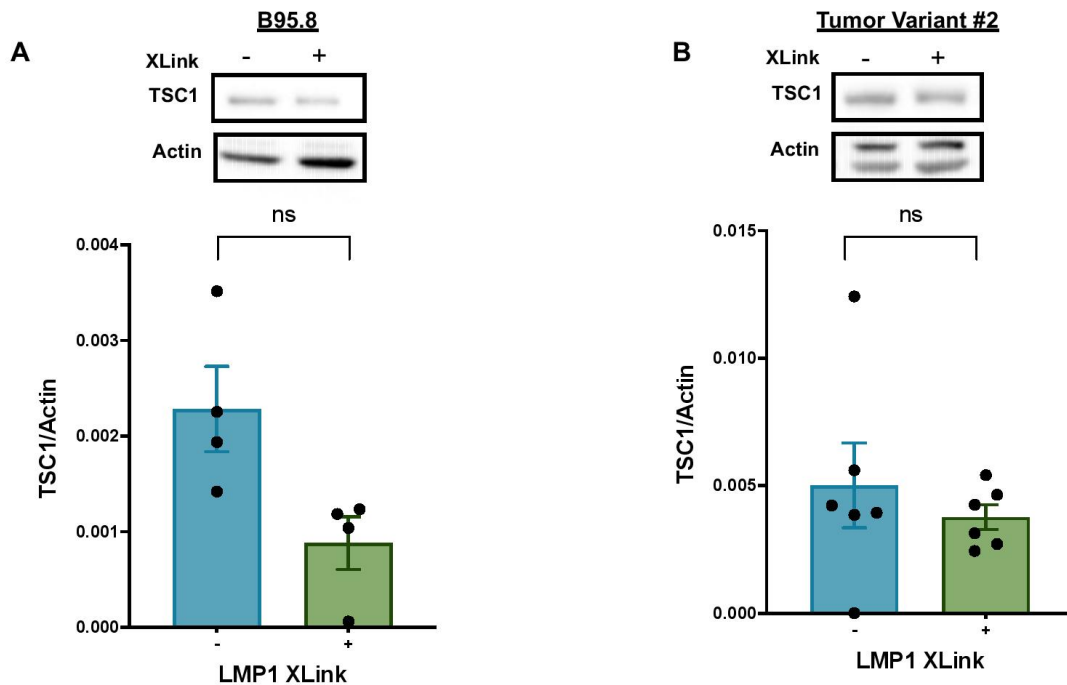 B95.8
A
XLink - +
TSC1
Actin
ns
0.004
0.003
0.002
0.001
0.000
TSC1/Actin
- +
LMP1 XLink
Tumor Variant #2
B
XLink - +
TSC1
Actin
ns
0.015
0.010
0.005
0.000
TSC1/Actin
- +
LMP1 XLink